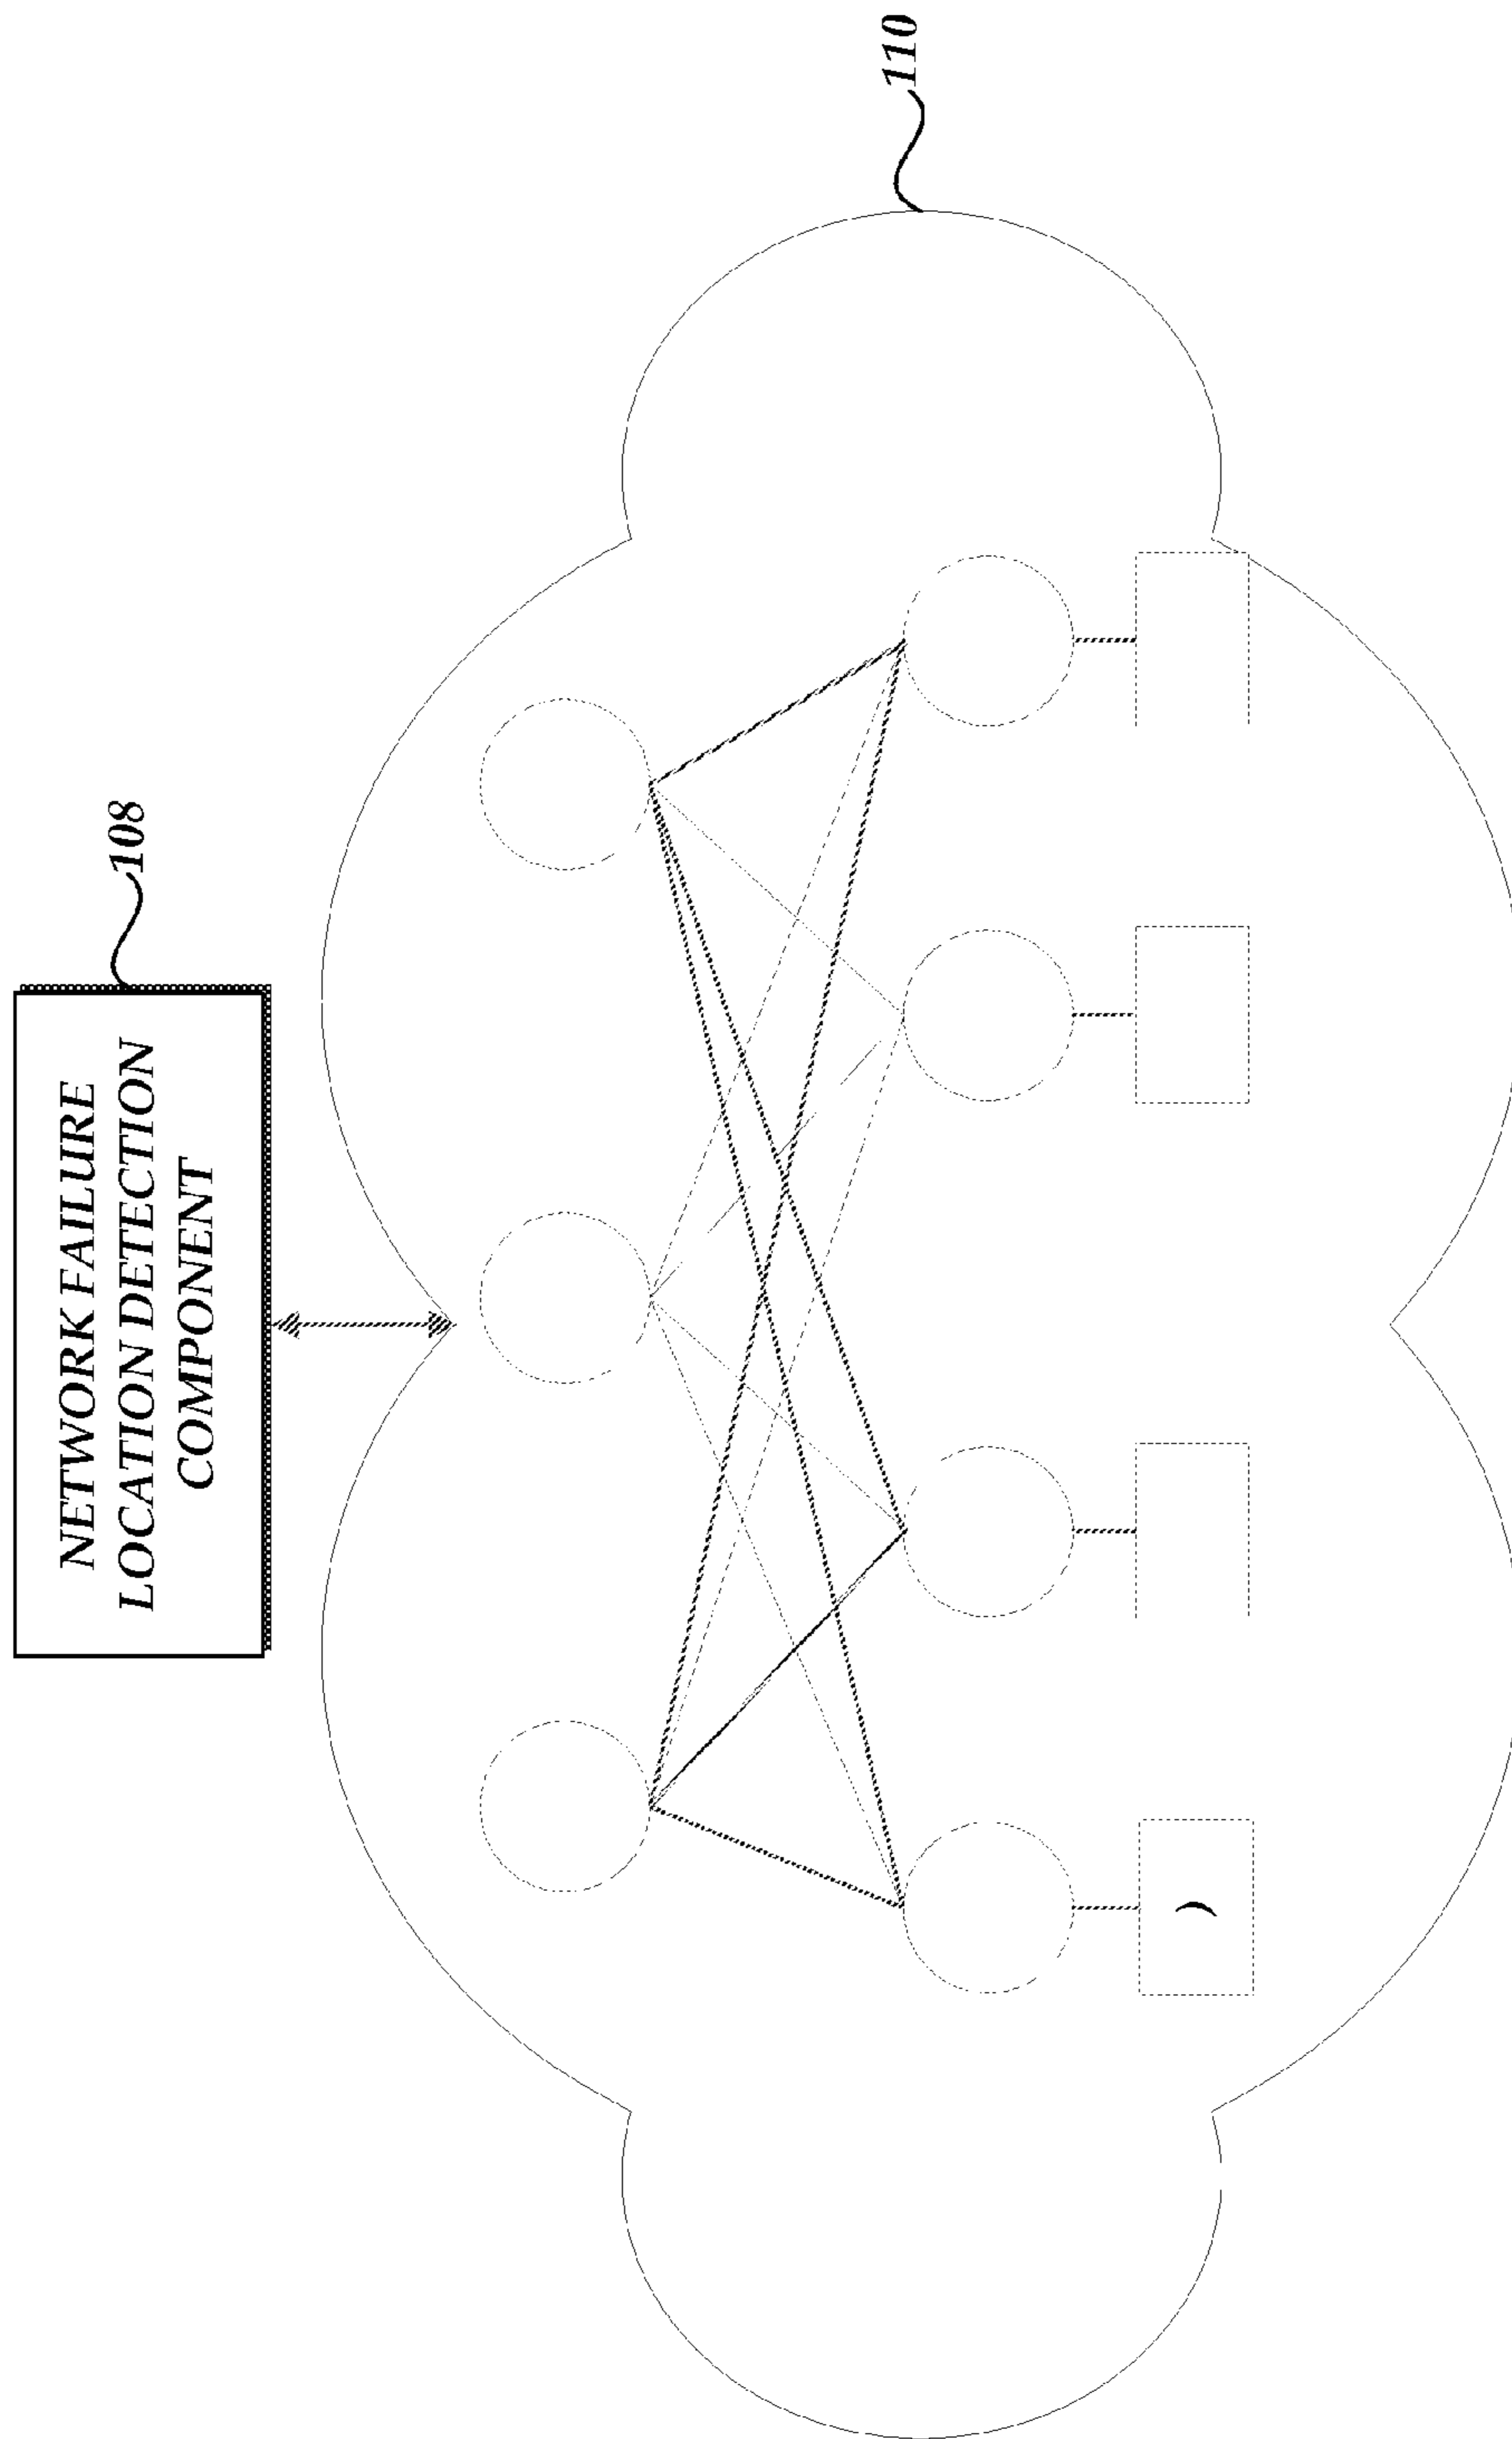 NETWORK FAILURE
LOCATION DETECTION
COMPONENT
108
110